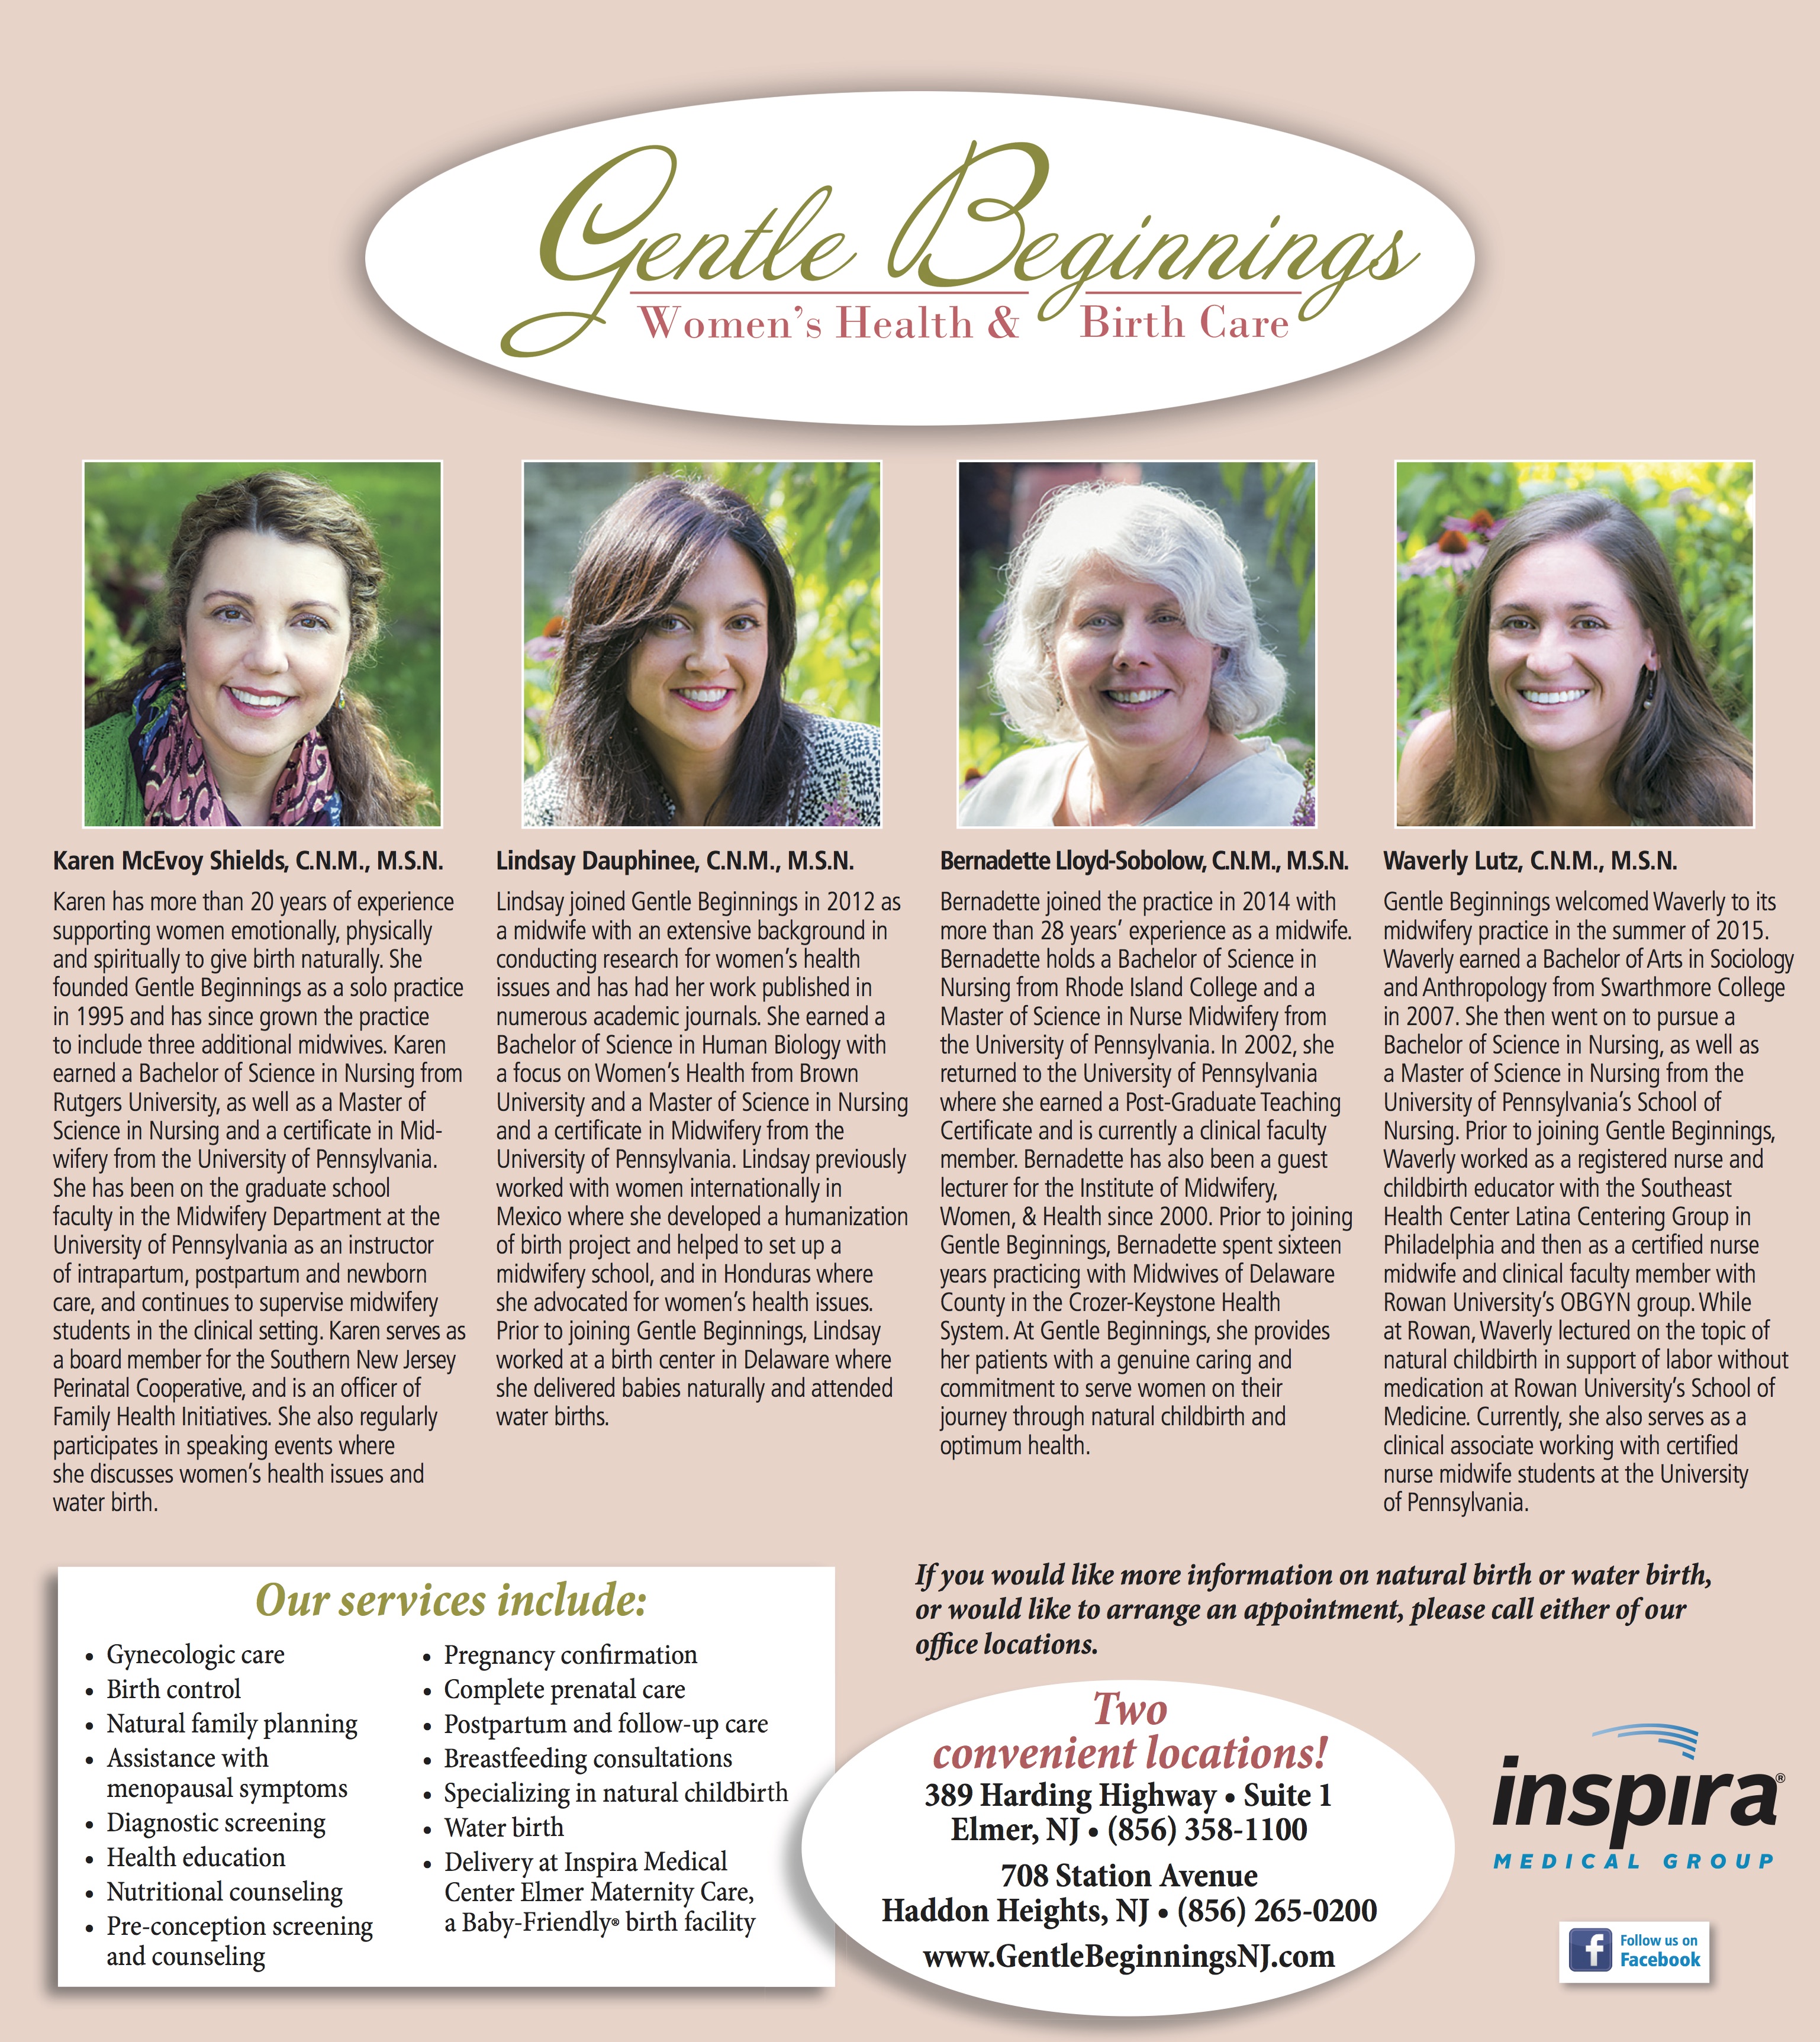 Gentle Beginnings
Women's Health & Birth Care
Karen McEvoy Shields, C.N.M., M.S.N.
Karen has more than 20 years of experience
supporting women emotionally, physically
and spiritually to give birth naturally. She
founded Gentle Beginnings as a solo practice
in 1995 and has since grown the practice
to include three additional midwives. Karen
earned a Bachelor of Science in Nursing from
Rutgers University, as well as a Master of
Science in Nursing and a certificate in Mid-
wifery from the University of Pennsylvania.
She has been on the graduate school
faculty in the Midwifery Department at the
University of Pennsylvania as an instructor
of intrapartum, postpartum and newborn
care, and continues to supervise midwifery
students in the clinical setting. Karen serves as
a board member for the Southern New Jersey
Perinatal Cooperative, and is an officer of
Family Health Initiatives. She also regularly
participates in speaking events where
she discusses women's health issues and
water birth.
Lindsay Dauphinee, C.N.M., M.S.N.
Lindsay joined Gentle Beginnings in 2012 as
a midwife with an extensive background in
conducting research for women's health
issues and has had her work published in
numerous academic journals. She earned a
Bachelor of Science in Human Biology with
a focus on Women's Health from Brown
University and a Master of Science in Nursing
and a certificate in Midwifery from the
University of Pennsylvania. Lindsay previously
worked with women internationally in
Mexico where she developed a humanization
of birth project and helped to set up a
midwifery school, and in Honduras where
she advocated for women's health issues.
Prior to joining Gentle Beginnings, Lindsay
worked at a birth center in Delaware where
she delivered babies naturally and attended
water births.
Bernadette Lloyd-Sobolow, C.N.M., M.S.N.
Bernadette joined the practice in 2014 with
more than 28 years' experience as a midwife.
Bernadette holds a Bachelor of Science in
Nursing from Rhode Island College and a
Master of Science in Nurse Midwifery from
the University of Pennsylvania. In 2002, she
returned to the University of Pennsylvania
where she earned a Post-Graduate Teaching
Certificate and is currently a clinical faculty
member. Bernadette has also been a guest
lecturer for the Institute of Midwifery,
Women, & Health since 2000. Prior to joining
Gentle Beginnings, Bernadette spent sixteen
years practicing with Midwives of Delaware
County in the Crozer-Keystone Health
System. At Gentle Beginnings, she provides
her patients with a genuine caring and
commitment to serve women on their
journey through natural childbirth and
optimum health.
Waverly Lutz, C.N.M., M.S.N.
Gentle Beginnings welcomed Waverly to its
midwifery practice in the summer of 2015.
Waverly earned a Bachelor of Arts in Sociology
and Anthropology from Swarthmore College
in 2007. She then went on to pursue a
Bachelor of Science in Nursing, as well as
a Master of Science in Nursing from the
University of Pennsylvania's School of
Nursing. Prior to joining Gentle Beginnings,
Waverly worked as a registered nurse and
childbirth educator with the Southeast
Health Center Latina Centering Group in
Philadelphia and then as a certified nurse
midwife and clinical faculty member with
Rowan University's OBGYN group. While
at Rowan, Waverly lectured on the topic of
natural childbirth in support of labor without
medication at Rowan University's School of
Medicine. Currently, she also serves as a
clinical associate working with certified
nurse midwife students at the University
of Pennsylvania.
Our services include:
• Gynecologic care
• Birth control
• Natural family planning
• Assistance with
menopausal symptoms
• Diagnostic screening
• Health education
• Nutritional counseling
• Pre-conception screening
and counseling
• Pregnancy confirmation
• Complete prenatal care
• Postpartum and follow-up care
• Breastfeeding consultations
• Specializing in natural childbirth
• Water birth
• Delivery at Inspira Medical
Center Elmer Maternity Care,
a Baby-Friendly® birth facility
If you would like more information on natural birth or water birth,
or would like to arrange an appointment, please call either of our
office locations.
Two
convenient locations!
389 Harding Highway • Suite 1
Elmer, NJ • (856) 358-1100
708 Station Avenue
Haddon Heights, NJ • (856) 265-0200
www.GentleBeginningsNJ.com
inspira®
MEDICAL GROUP
f
Follow us on
Facebook